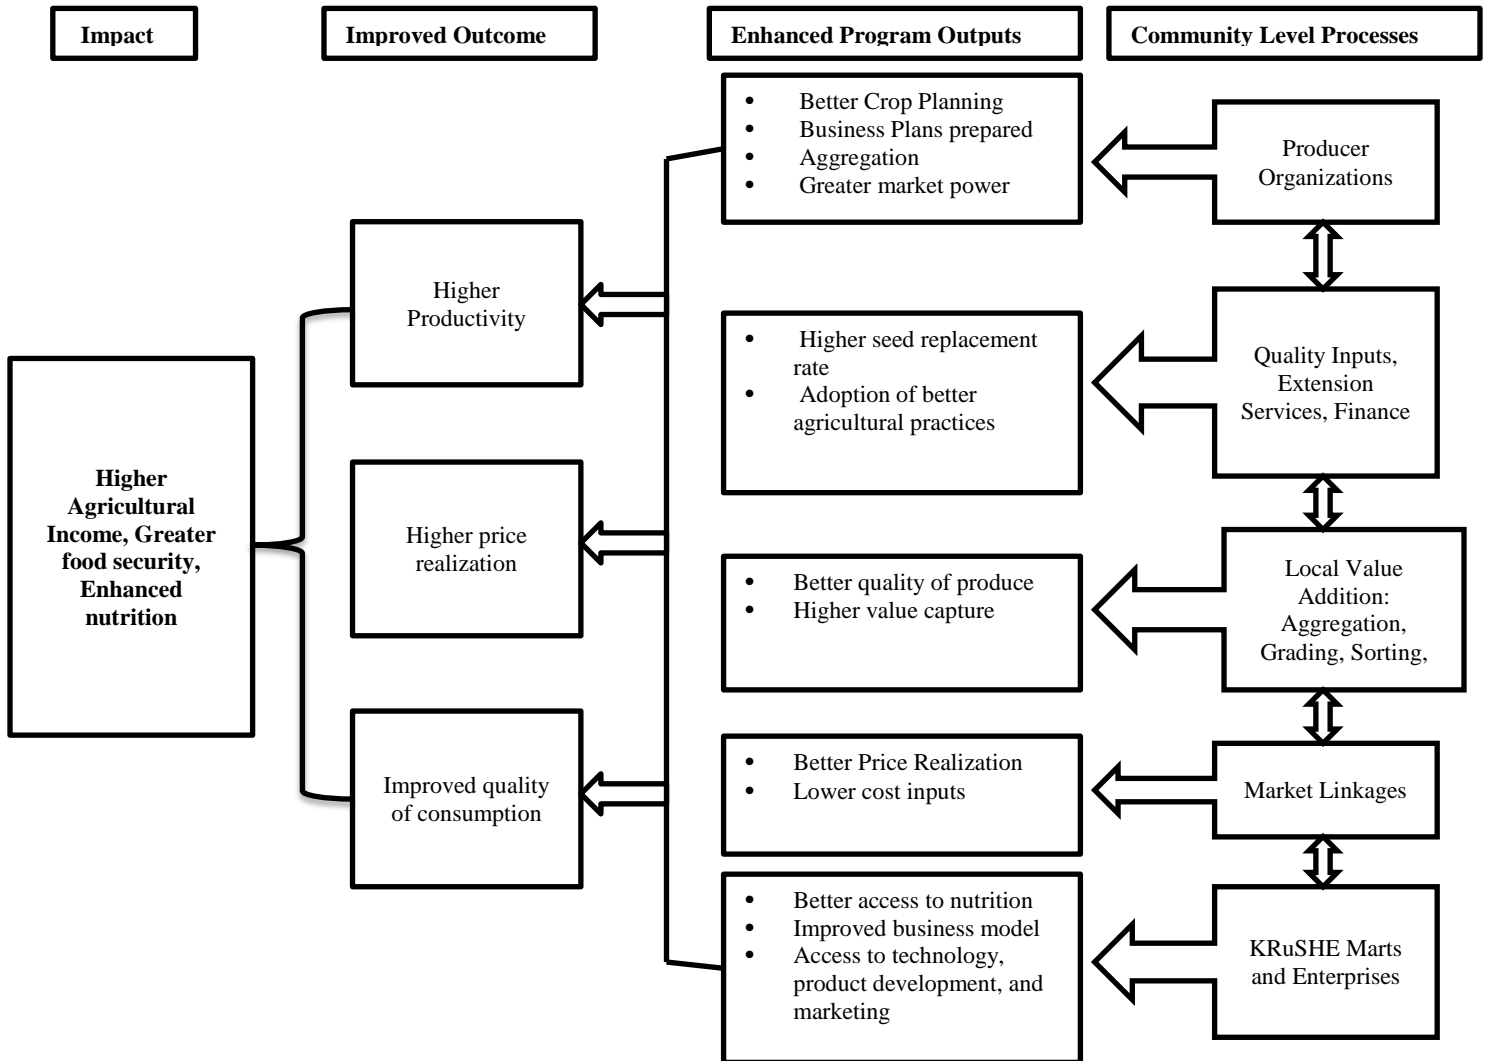 Impact
Improved Outcome
Enhanced Program Outputs
Community Level Processes
Higher
Agricultural
Income, Greater
food security,
Enhanced
nutrition
Higher
Productivity
Higher price
realization
Improved quality
of consumption
• Better Crop Planning
• Business Plans prepared
• Aggregation
• Greater market power
• Higher seed replacement
rate
• Adoption of better
agricultural practices
• Better quality of produce
• Higher value capture
• Better Price Realization
• Lower cost inputs
• Better access to nutrition
• Improved business model
• Access to technology,
product development, and
marketing
Producer
Organizations
Quality Inputs,
Extension
Services, Finance
Local Value
Addition:
Aggregation,
Grading, Sorting,
Market Linkages
KRuSHE Marts
and Enterprises